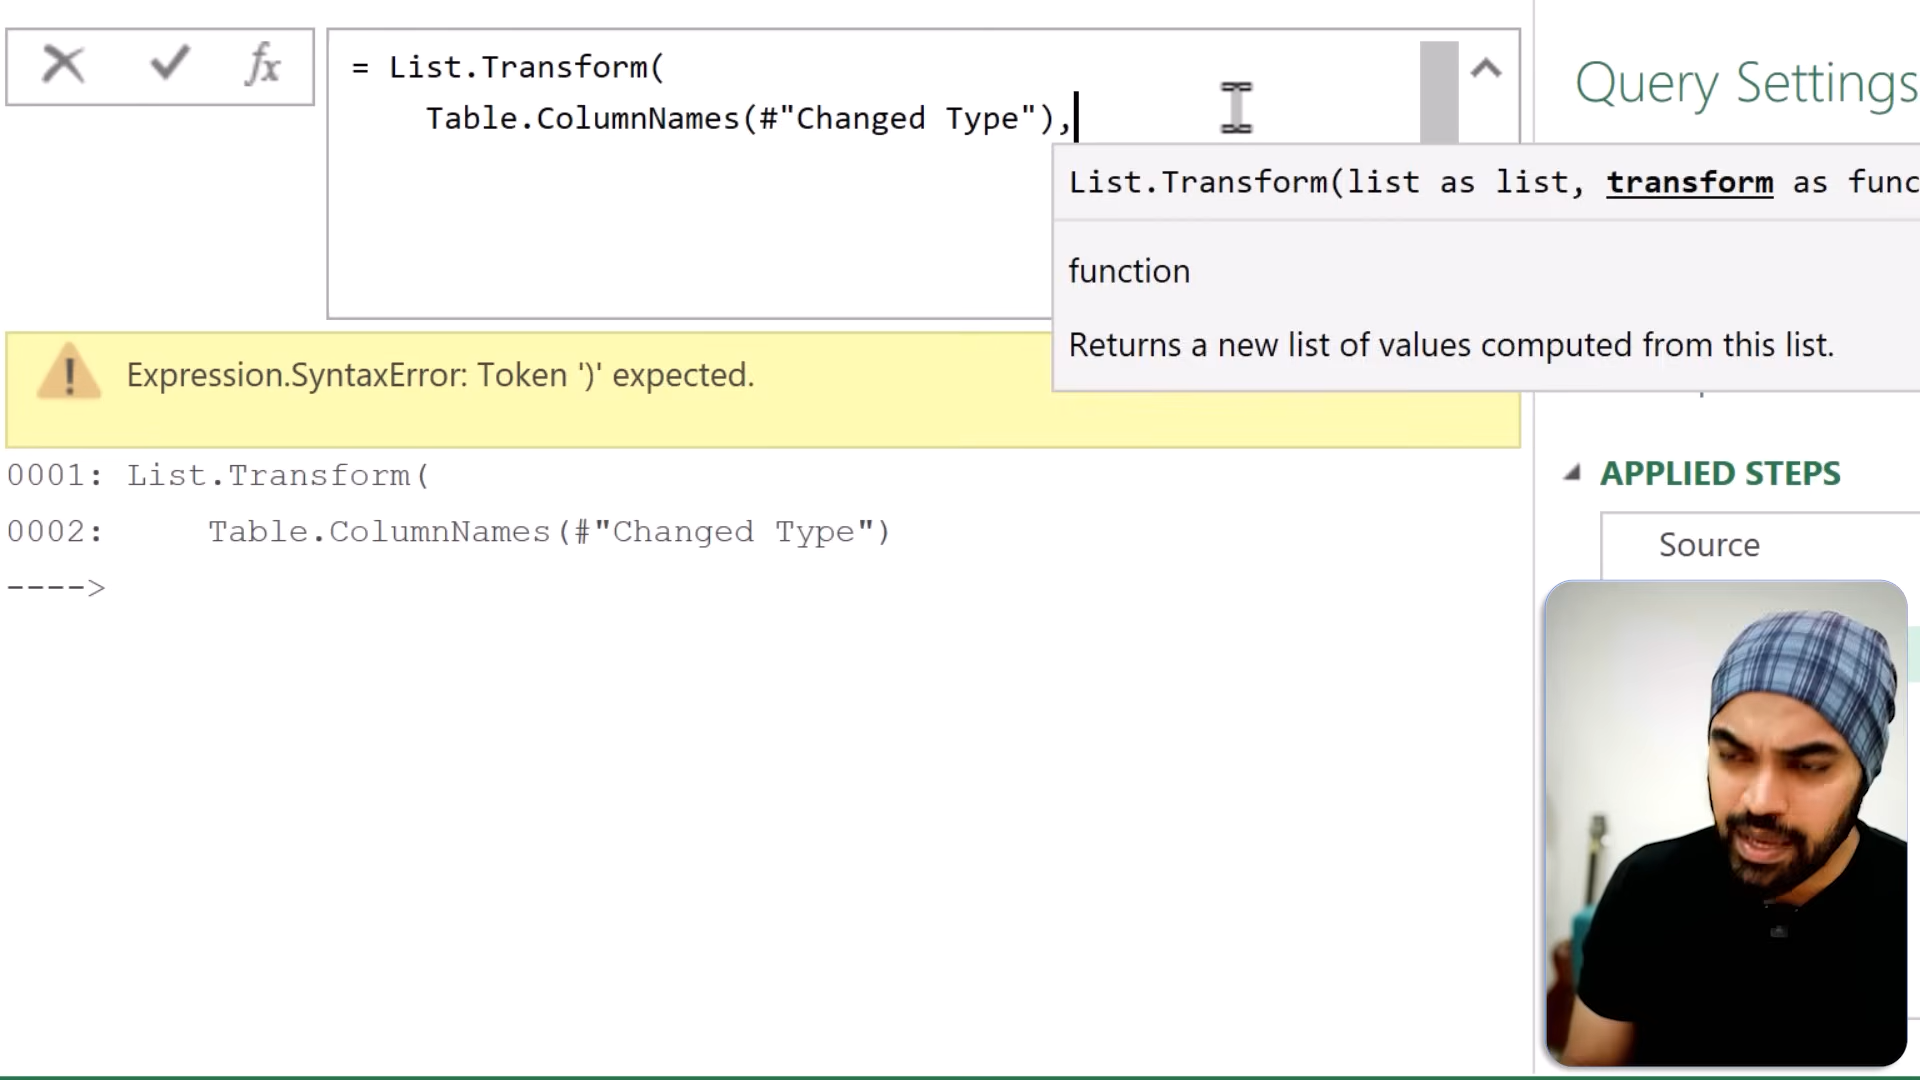 = List.Transform(
Table.ColumnNames(#"Changed Type"),
Query Settings
List.Transform(list as list, transform as func
function
Returns a new list of values computed from this list.
Expression.SyntaxError: Token ')' expected.
0001: List.Transform(
0002: Table.ColumnNames(#"Changed Type")
---->
APPLIED STEPS
Source